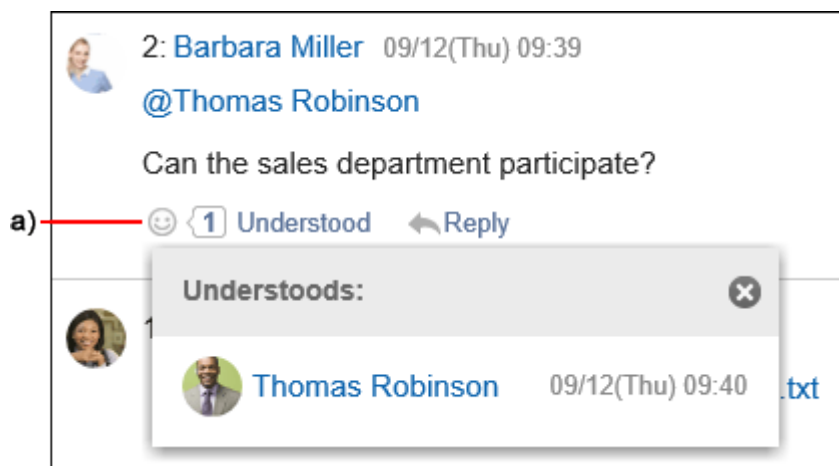 2: Barbara Miller 09/12(Thu) 09:39
@Thomas Robinson
Can the sales department participate?
a) 1 Understood Reply
Understoods:
Thomas Robinson 09/12(Thu) 09:40
.txt